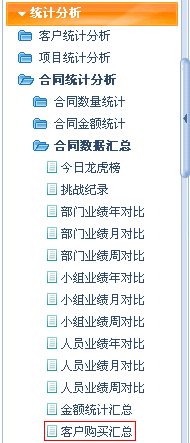 统计分析
客户统计分析
项目统计分析
合同统计分析
合同数量统计
合同金额统计
合同数据汇总
今日龙虎榜
挑战纪录
部门业绩年对比
部门业绩月对比
部门业绩周对比
小组业绩年对比
小组业绩月对比
小组业绩周对比
人员业绩年对比
人员业绩月对比
人员业绩周对比
金额统计汇总
客户购买汇总